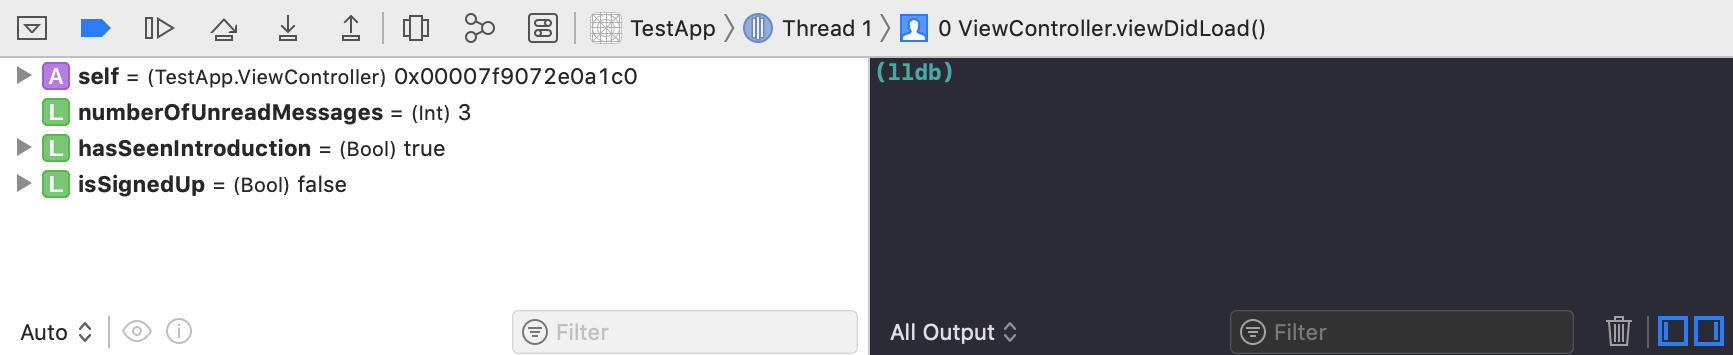 TestApp Thread 1 0 ViewController.viewDidLoad()
A self = (TestApp.ViewController) 0x00007f9072e0a1c0
L numberOfUnreadMessages = (Int) 3
L hasSeenIntroduction = (Bool) true
L isSignedUp = (Bool) false
(lldb)
Auto Filter
All Output Filter